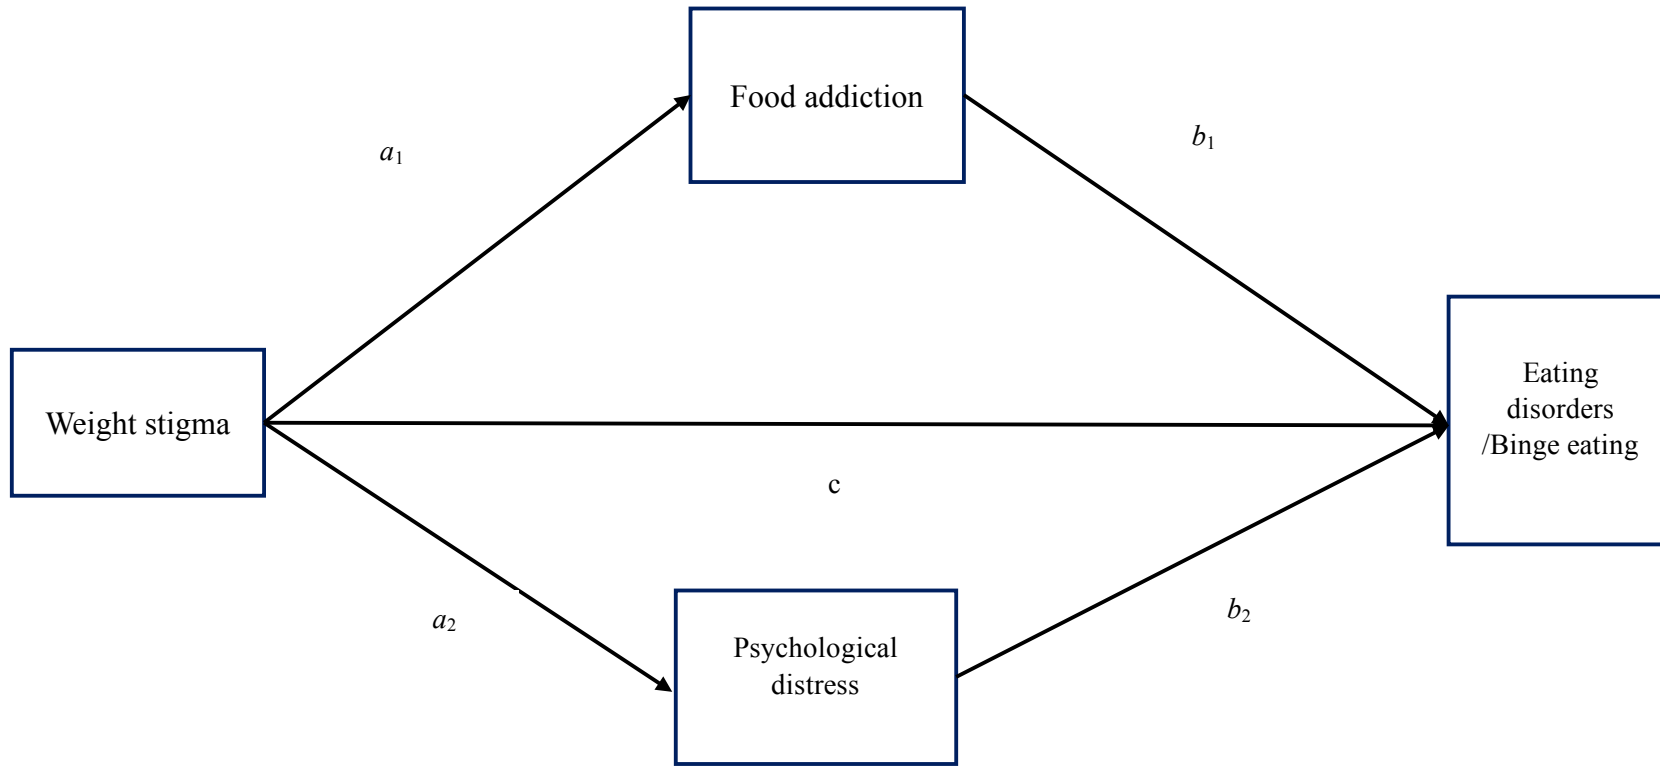 Food addiction
a₁
b₁
Weight stigma
Eating
disorders
/Binge eating
c
a₂
b₂
Psychological
distress